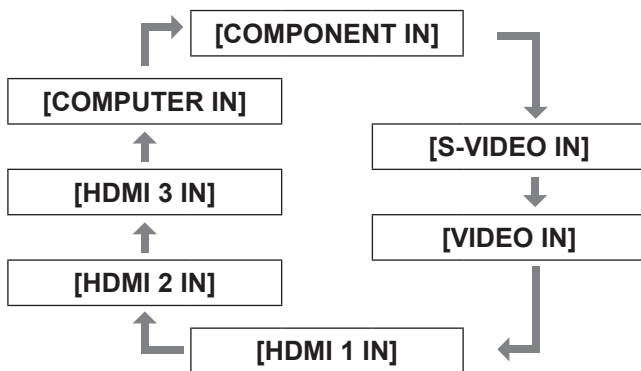 [COMPONENT IN]
[COMPUTER IN]
[S-VIDEO IN]
[HDMI 3 IN]
[VIDEO IN]
[HDMI 2 IN]
[HDMI 1 IN]